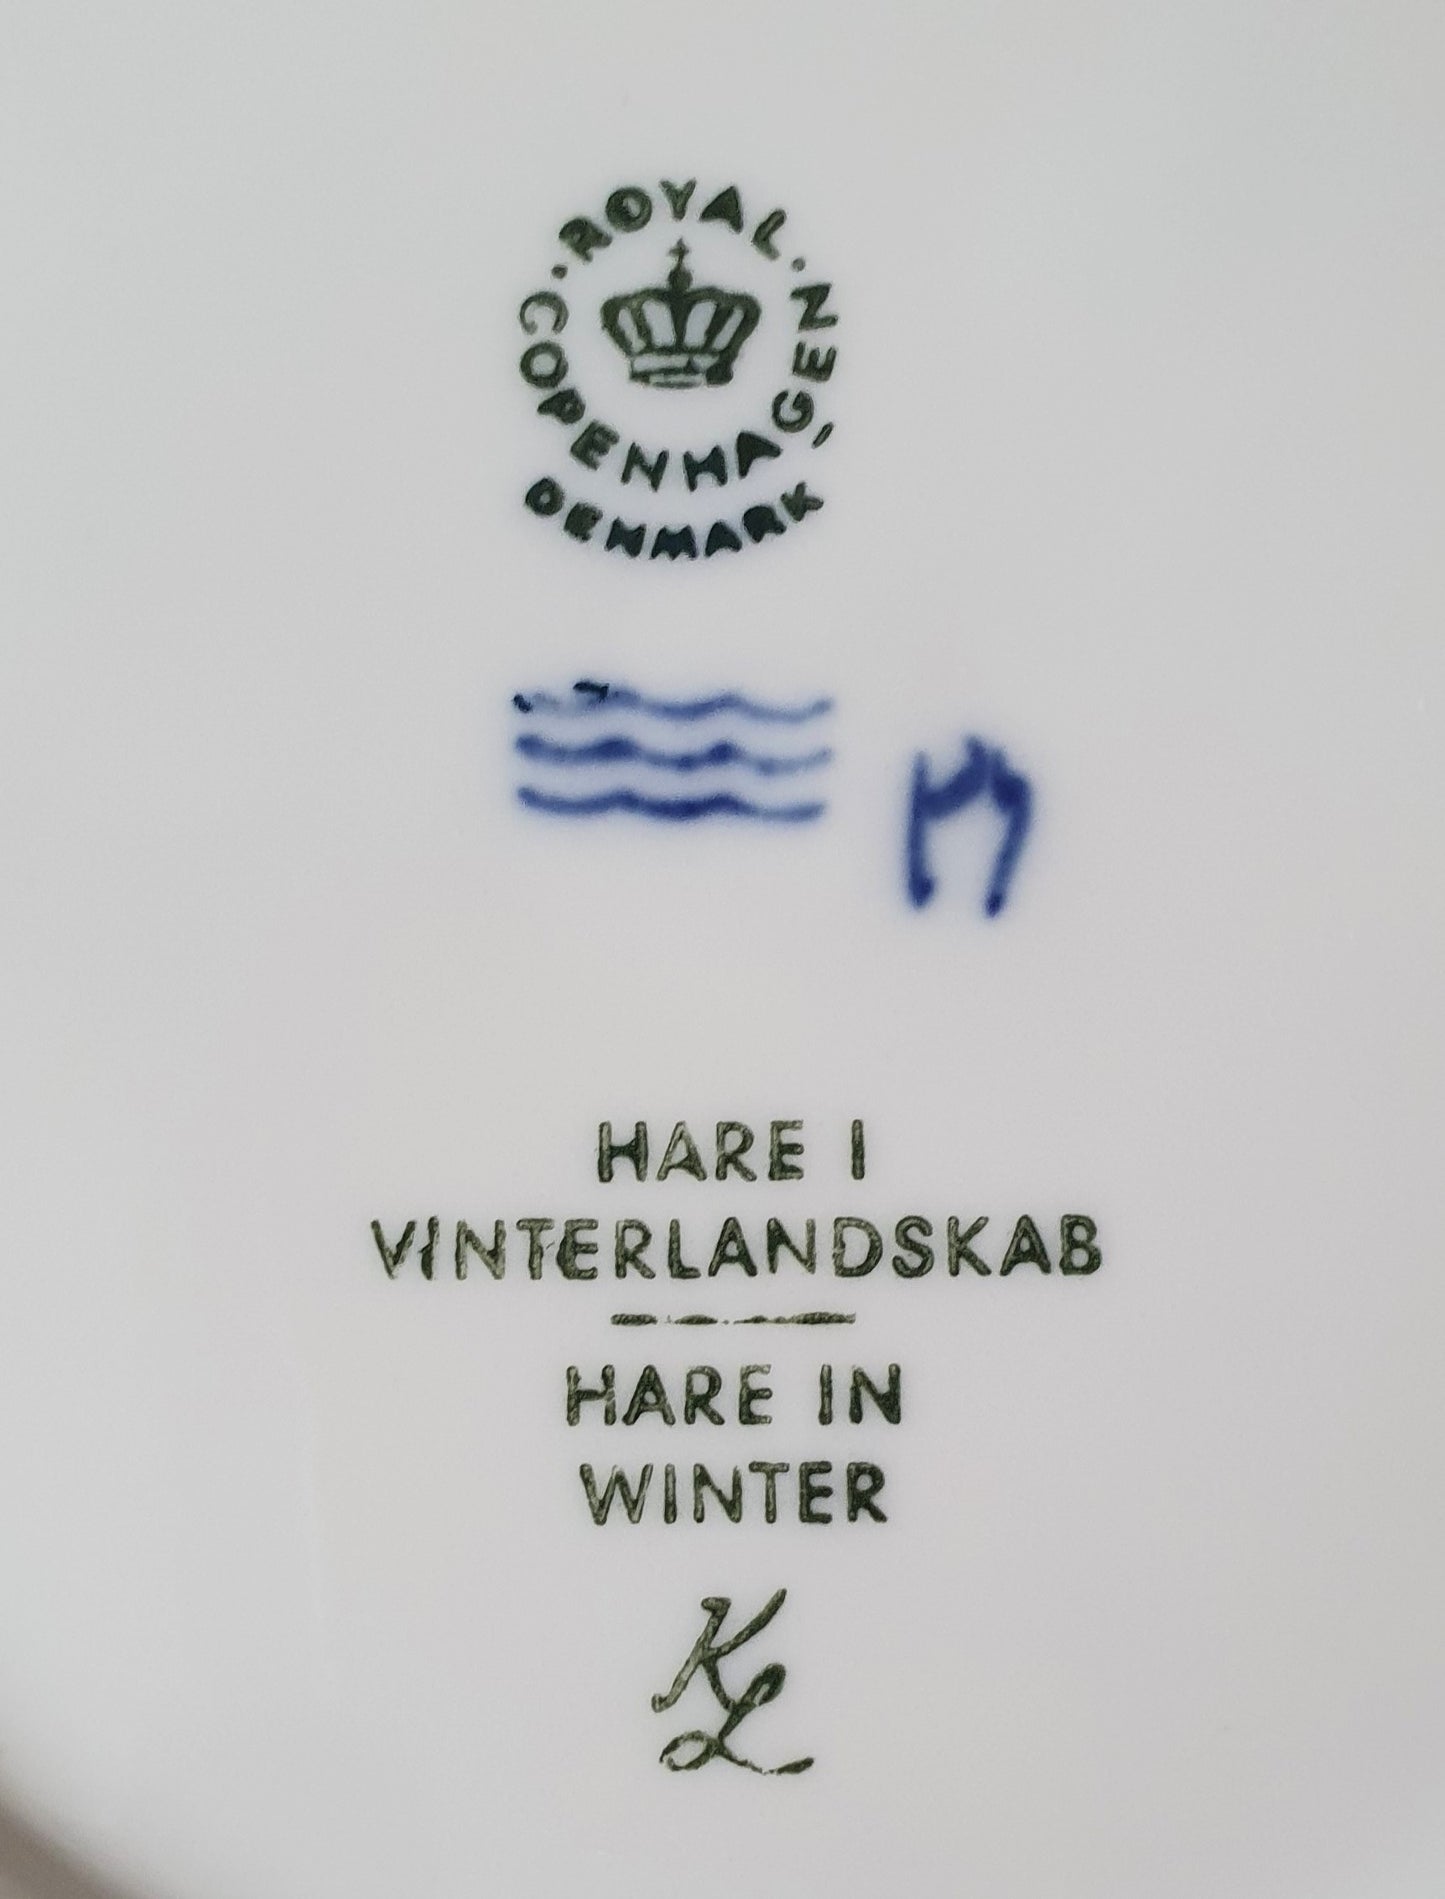 ROYAL
COPENHAGEN
DENMARK
HARE I
VINTERLANDSKAB
HARE IN
WINTER
KL